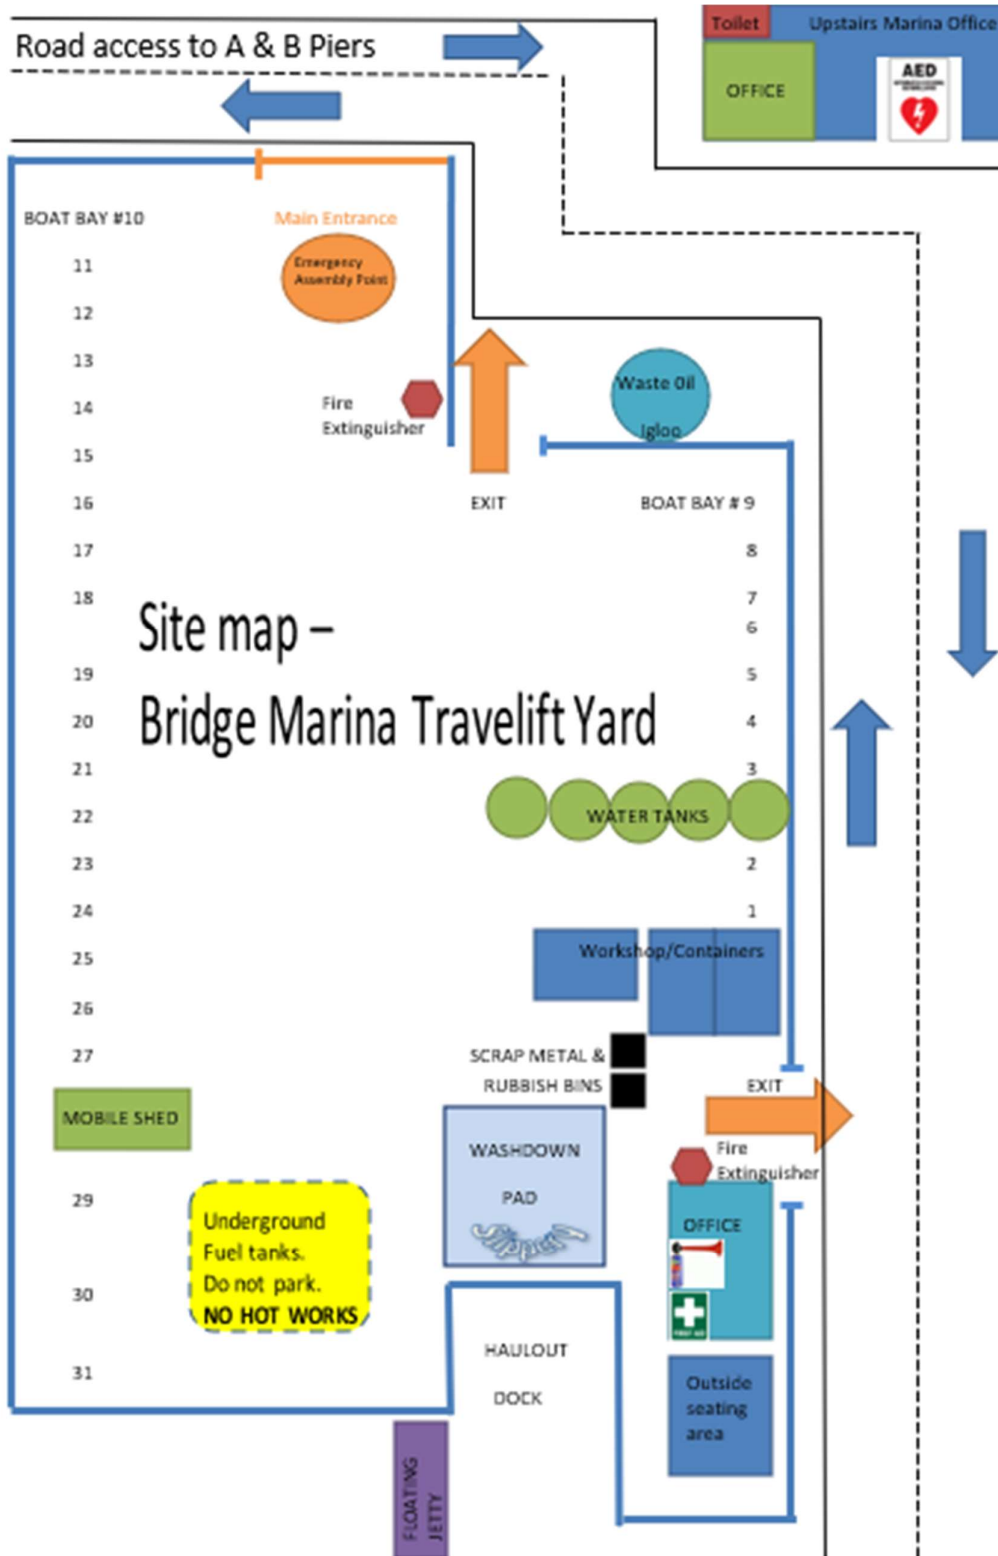 Road access to A & B Piers
Toilet
Upstairs Marina Office
OFFICE
AED
BOAT BAY #10
Main Entrance
Emergency
Assembly Point
11
12
13
14
15
16
17
18
19
20
21
22
23
24
25
26
27
Fire
Extinguisher
EXIT
Waste Oil
Igloo
BOAT BAY # 9
8
7
6
5
4
3
Site map –
Bridge Marina Travelift Yard
WATER TANKS
2
1
Workshop/Containers
SCRAP METAL &
RUBBISH BINS
EXIT
MOBILE SHED
WASHDOWN
PAD
Slippery
Fire
Extinguisher
OFFICE
FIRST AID
29
30
31
Underground
Fuel tanks.
Do not park.
NO HOT WORKS
HAULOUT
DOCK
Outside
seating
area
FLOATING
JETTY